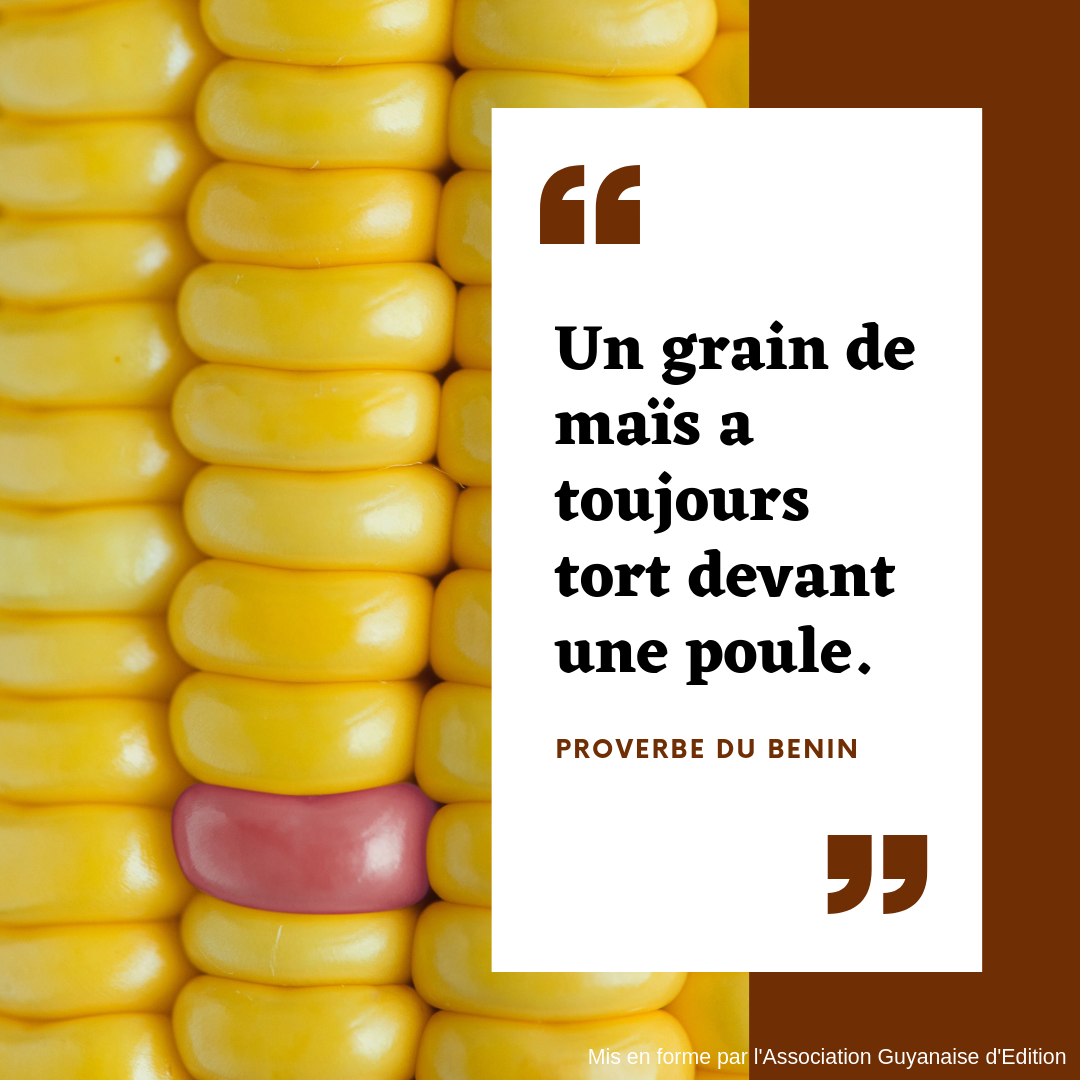 “
Un grain de
maïs a
toujours
tort devant
une poule.
PROVERBE DU BENIN
”
Mis en forme par l'Association Guyanaise d'Edition